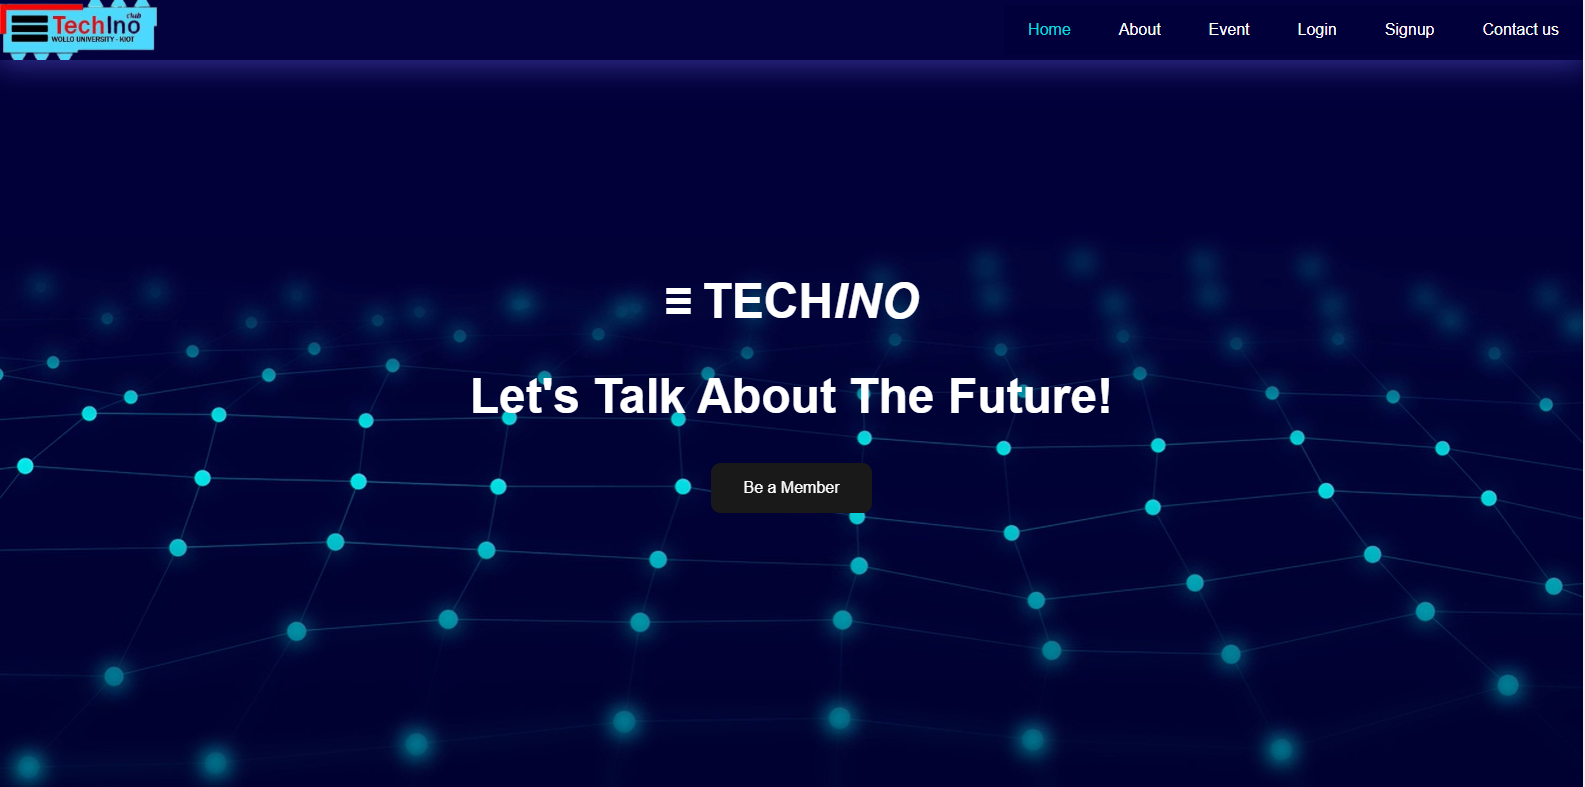 TechIno club
WOLLO UNIVERSITY - KIOT
Home About Event Login Signup Contact us
TECHINO
Let's Talk About The Future!
Be a Member